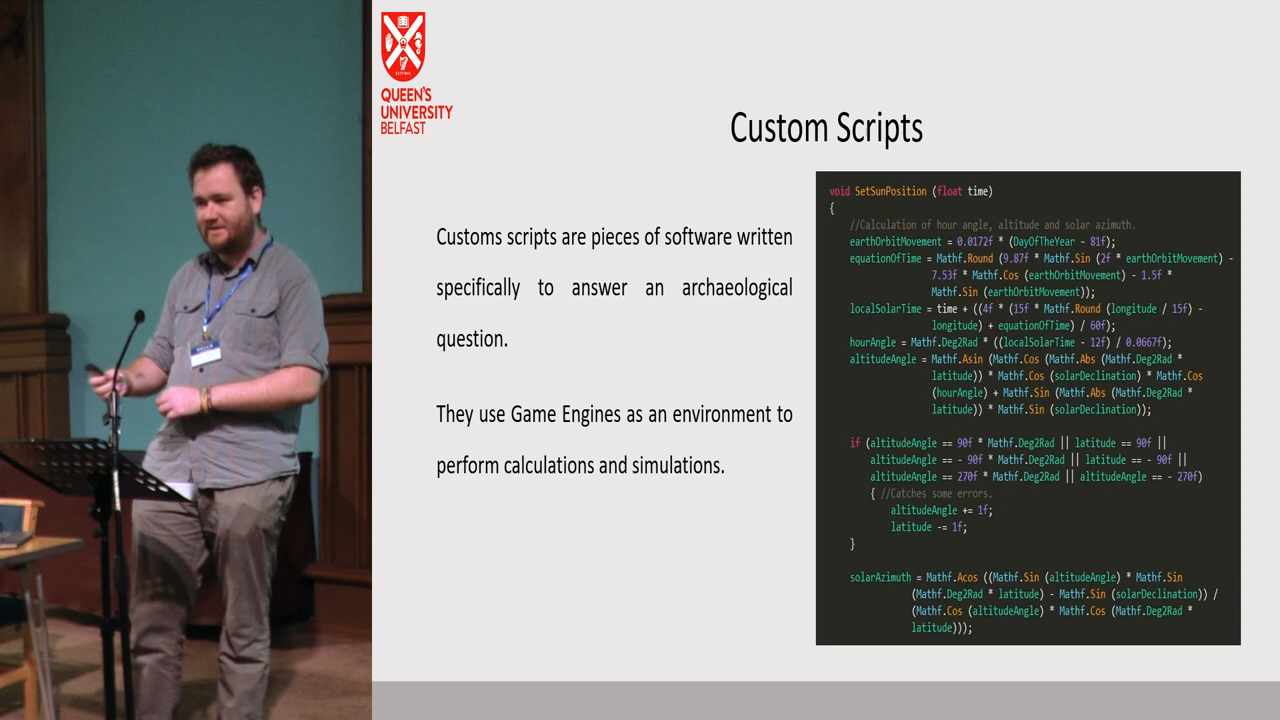 QUEEN'S
UNIVERSITY
BELFAST
Custom Scripts
Customs scripts are pieces of software written
specifically to answer an archaeological
question.
They use Game Engines as an environment to
perform calculations and simulations.
void SetSunPosition (float time)
{
//Calculation of hour angle, altitude and solar azimuth.
earthOrbitMovement = 0.0172f * (DayOfTheYear - 81f);
equationOfTime = Mathf.Round (9.87f * Mathf.Sin (2f * earthOrbitMovement) -
7.53f * Mathf.Cos (earthOrbitMovement) - 1.5f *
Mathf.Sin (earthOrbitMovement));
localSolarTime = time + ((4f * (15f * Mathf.Round (longitude / 15f) -
longitude) + equationOfTime) / 60f);
hourAngle = Mathf.Deg2Rad * ((localSolarTime - 12f) / 0.0667f);
altitudeAngle = Mathf.Asin (Mathf.Cos (Mathf.Abs (Mathf.Deg2Rad *
latitude)) * Mathf.Cos (solarDeclination) * Mathf.Cos
(hourAngle) + Mathf.Sin (Mathf.Abs (Mathf.Deg2Rad *
latitude)) * Mathf.Sin (solarDeclination));
if (altitudeAngle == 90f * Mathf.Deg2Rad || latitude == 90f ||
altitudeAngle == - 90f * Mathf.Deg2Rad || latitude == - 90f ||
altitudeAngle == 270f * Mathf.Deg2Rad || altitudeAngle == - 270f)
{ //Catches some errors.
altitudeAngle += 1f;
latitude -= 1f;
}
solarAzimuth = Mathf.Acos ((Mathf.Sin (altitudeAngle) * Mathf.Sin
(Mathf.Deg2Rad * latitude) - Mathf.Sin (solarDeclination)) /
(Mathf.Cos (altitudeAngle) * Mathf.Cos (Mathf.Deg2Rad *
latitude)));